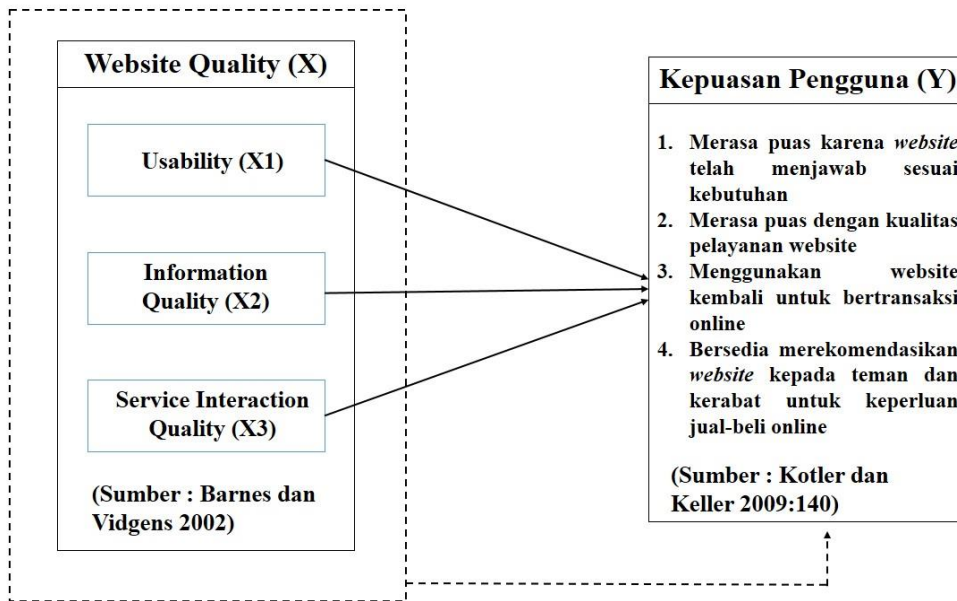 Website Quality (X)
Usability (X1)
Information
Quality (X2)
Service Interaction
Quality (X3)
(Sumber : Barnes dan
Vidgens 2002)
Kepuasan Pengguna (Y)
1. Merasa puas karena website
telah menjawab sesuai
kebutuhan
2. Merasa puas dengan kualitas
pelayanan website
3. Menggunakan website
kembali untuk bertransaksi
online
4. Bersedia merekomendasikan
website kepada teman dan
kerabat untuk keperluan
jual-beli online
(Sumber : Kotler dan
Keller 2009:140)